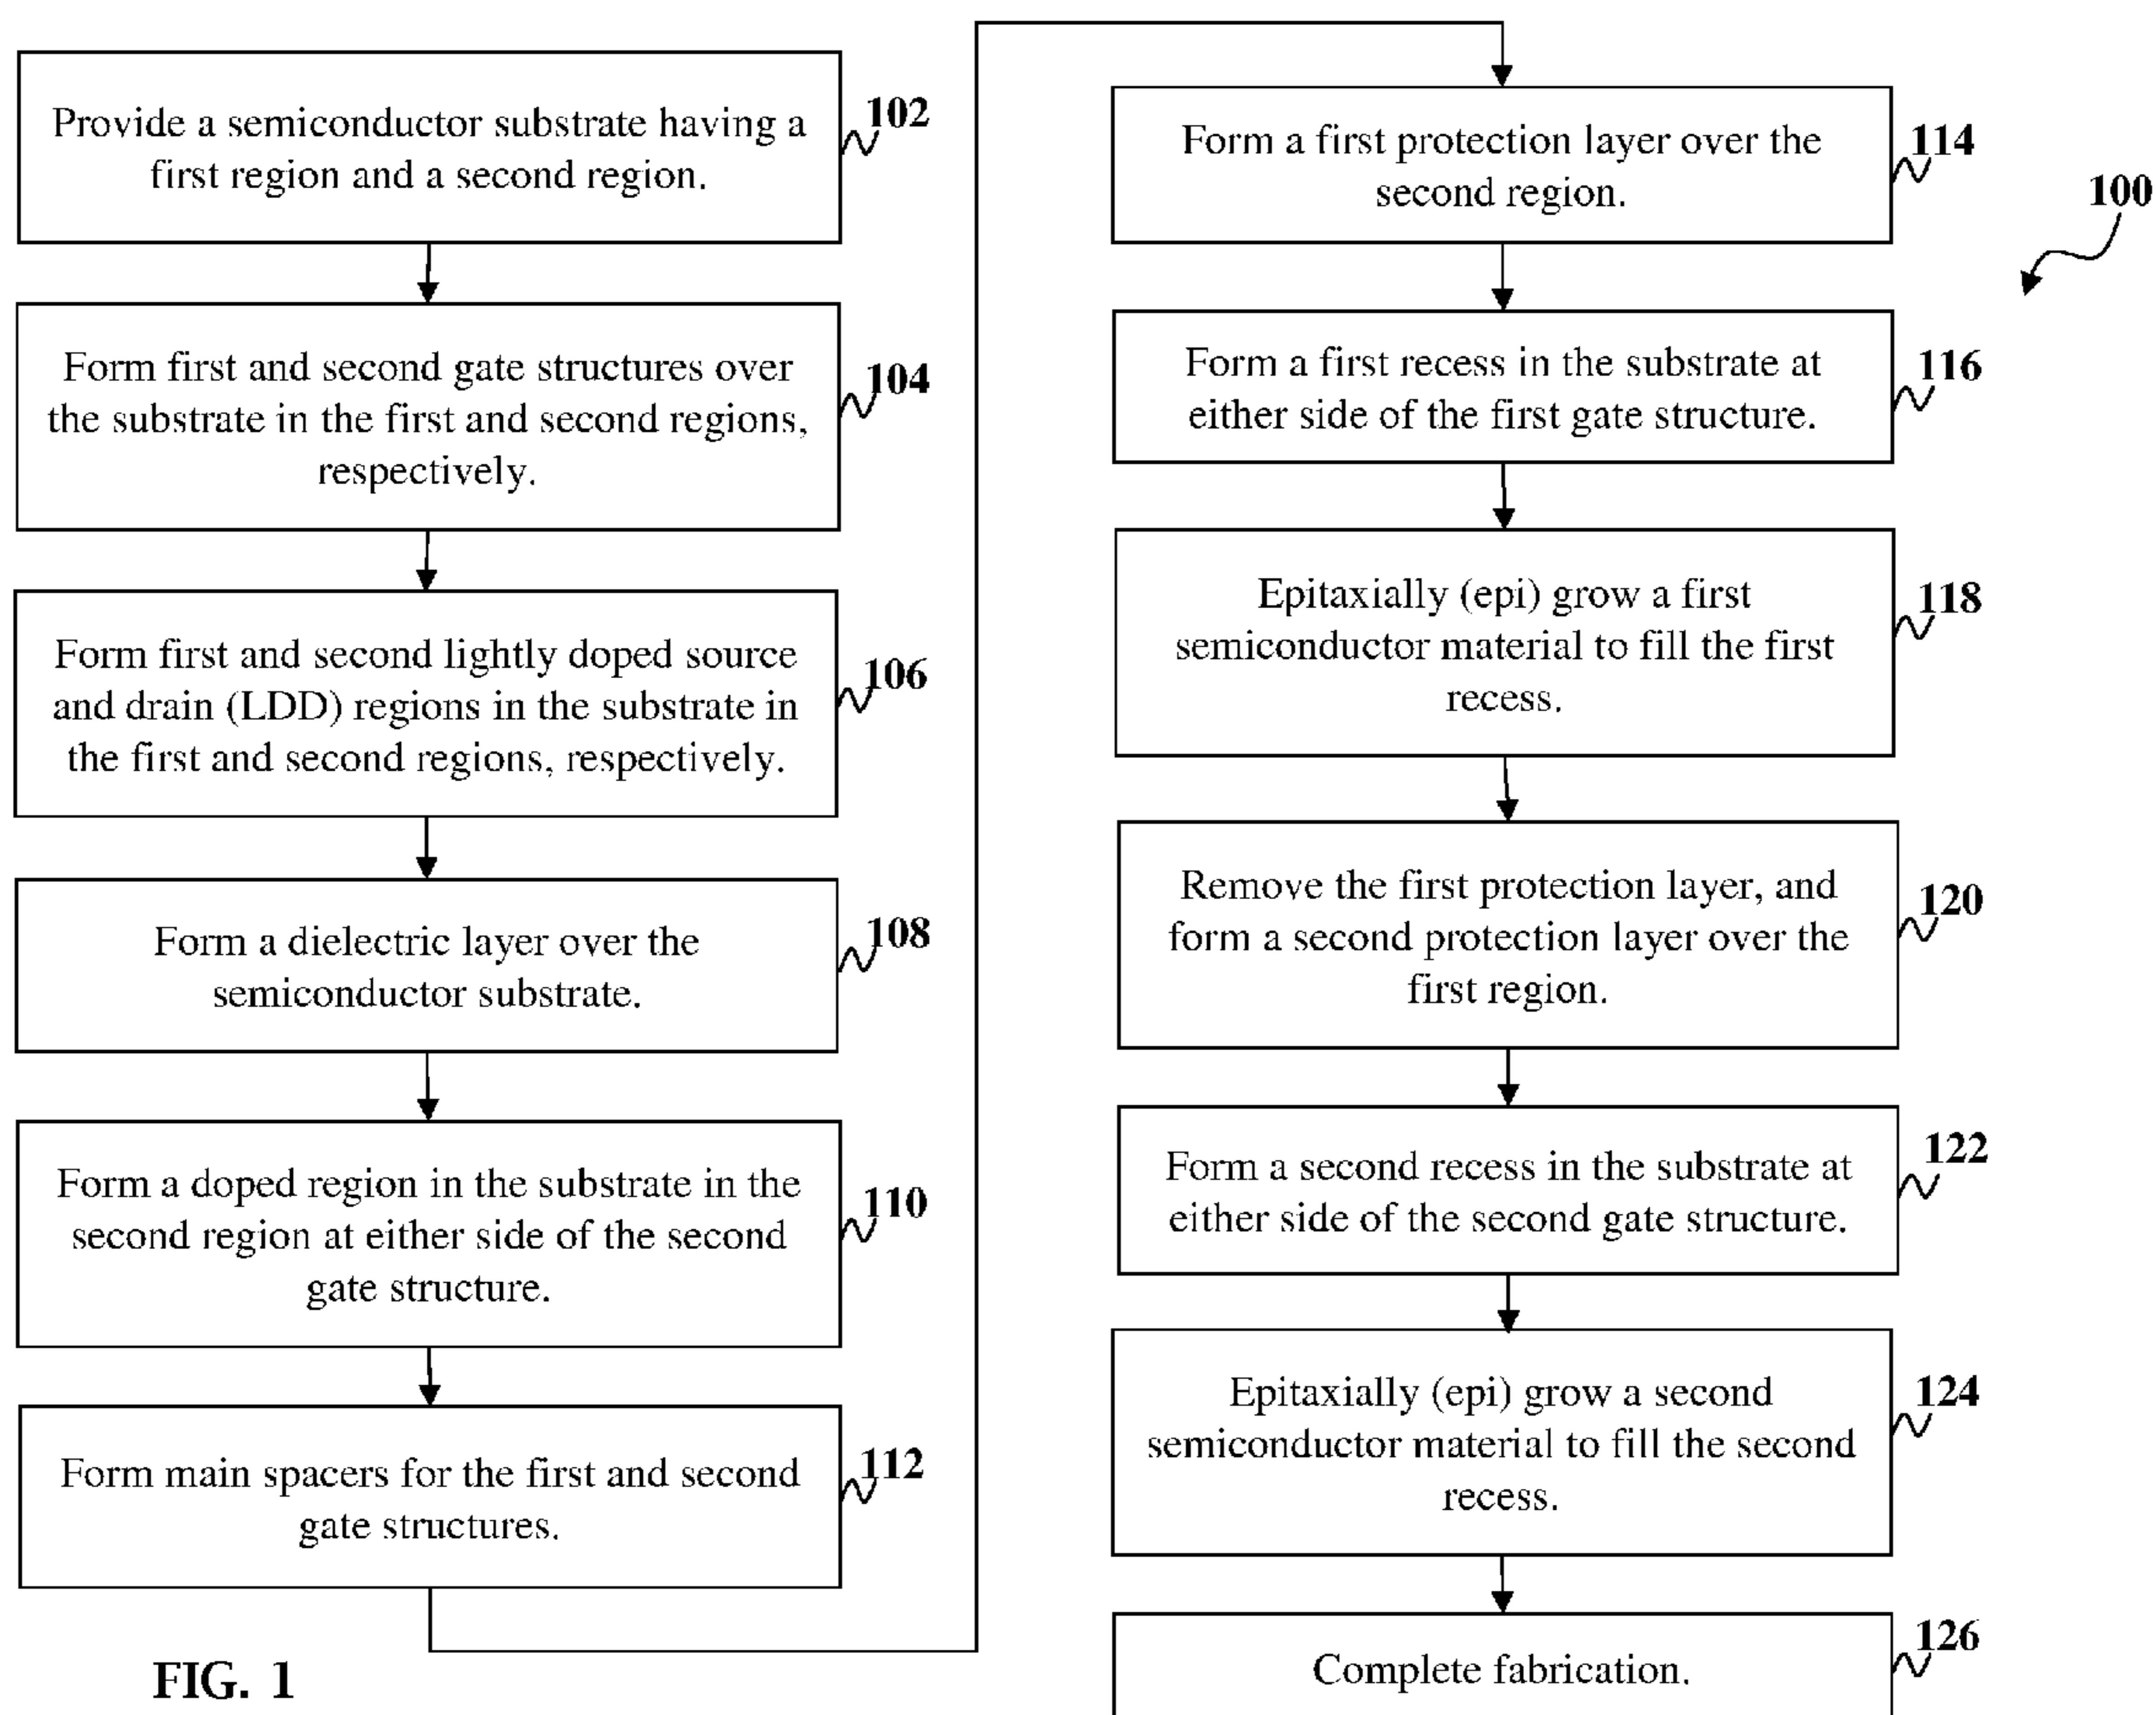 Provide a semiconductor substrate having a
first region and a second region.
102
Form first and second gate structures over
the substrate in the first and second regions,
respectively.
104
Form first and second lightly doped source
and drain (LDD) regions in the substrate in
the first and second regions, respectively.
106
Form a dielectric layer over the
semiconductor substrate.
108
Form a doped region in the substrate in the
second region at either side of the second
gate structure.
110
Form main spacers for the first and second
gate structures.
112
FIG. 1
Form a first protection layer over the
second region.
114
100
Form a first recess in the substrate at
either side of the first gate structure.
116
Epitaxially (epi) grow a first
semiconductor material to fill the first
recess.
118
Remove the first protection layer, and
form a second protection layer over the
first region.
120
Form a second recess in the substrate at
either side of the second gate structure.
122
Epitaxially (epi) grow a second
semiconductor material to fill the second
recess.
124
Complete fabrication.
126